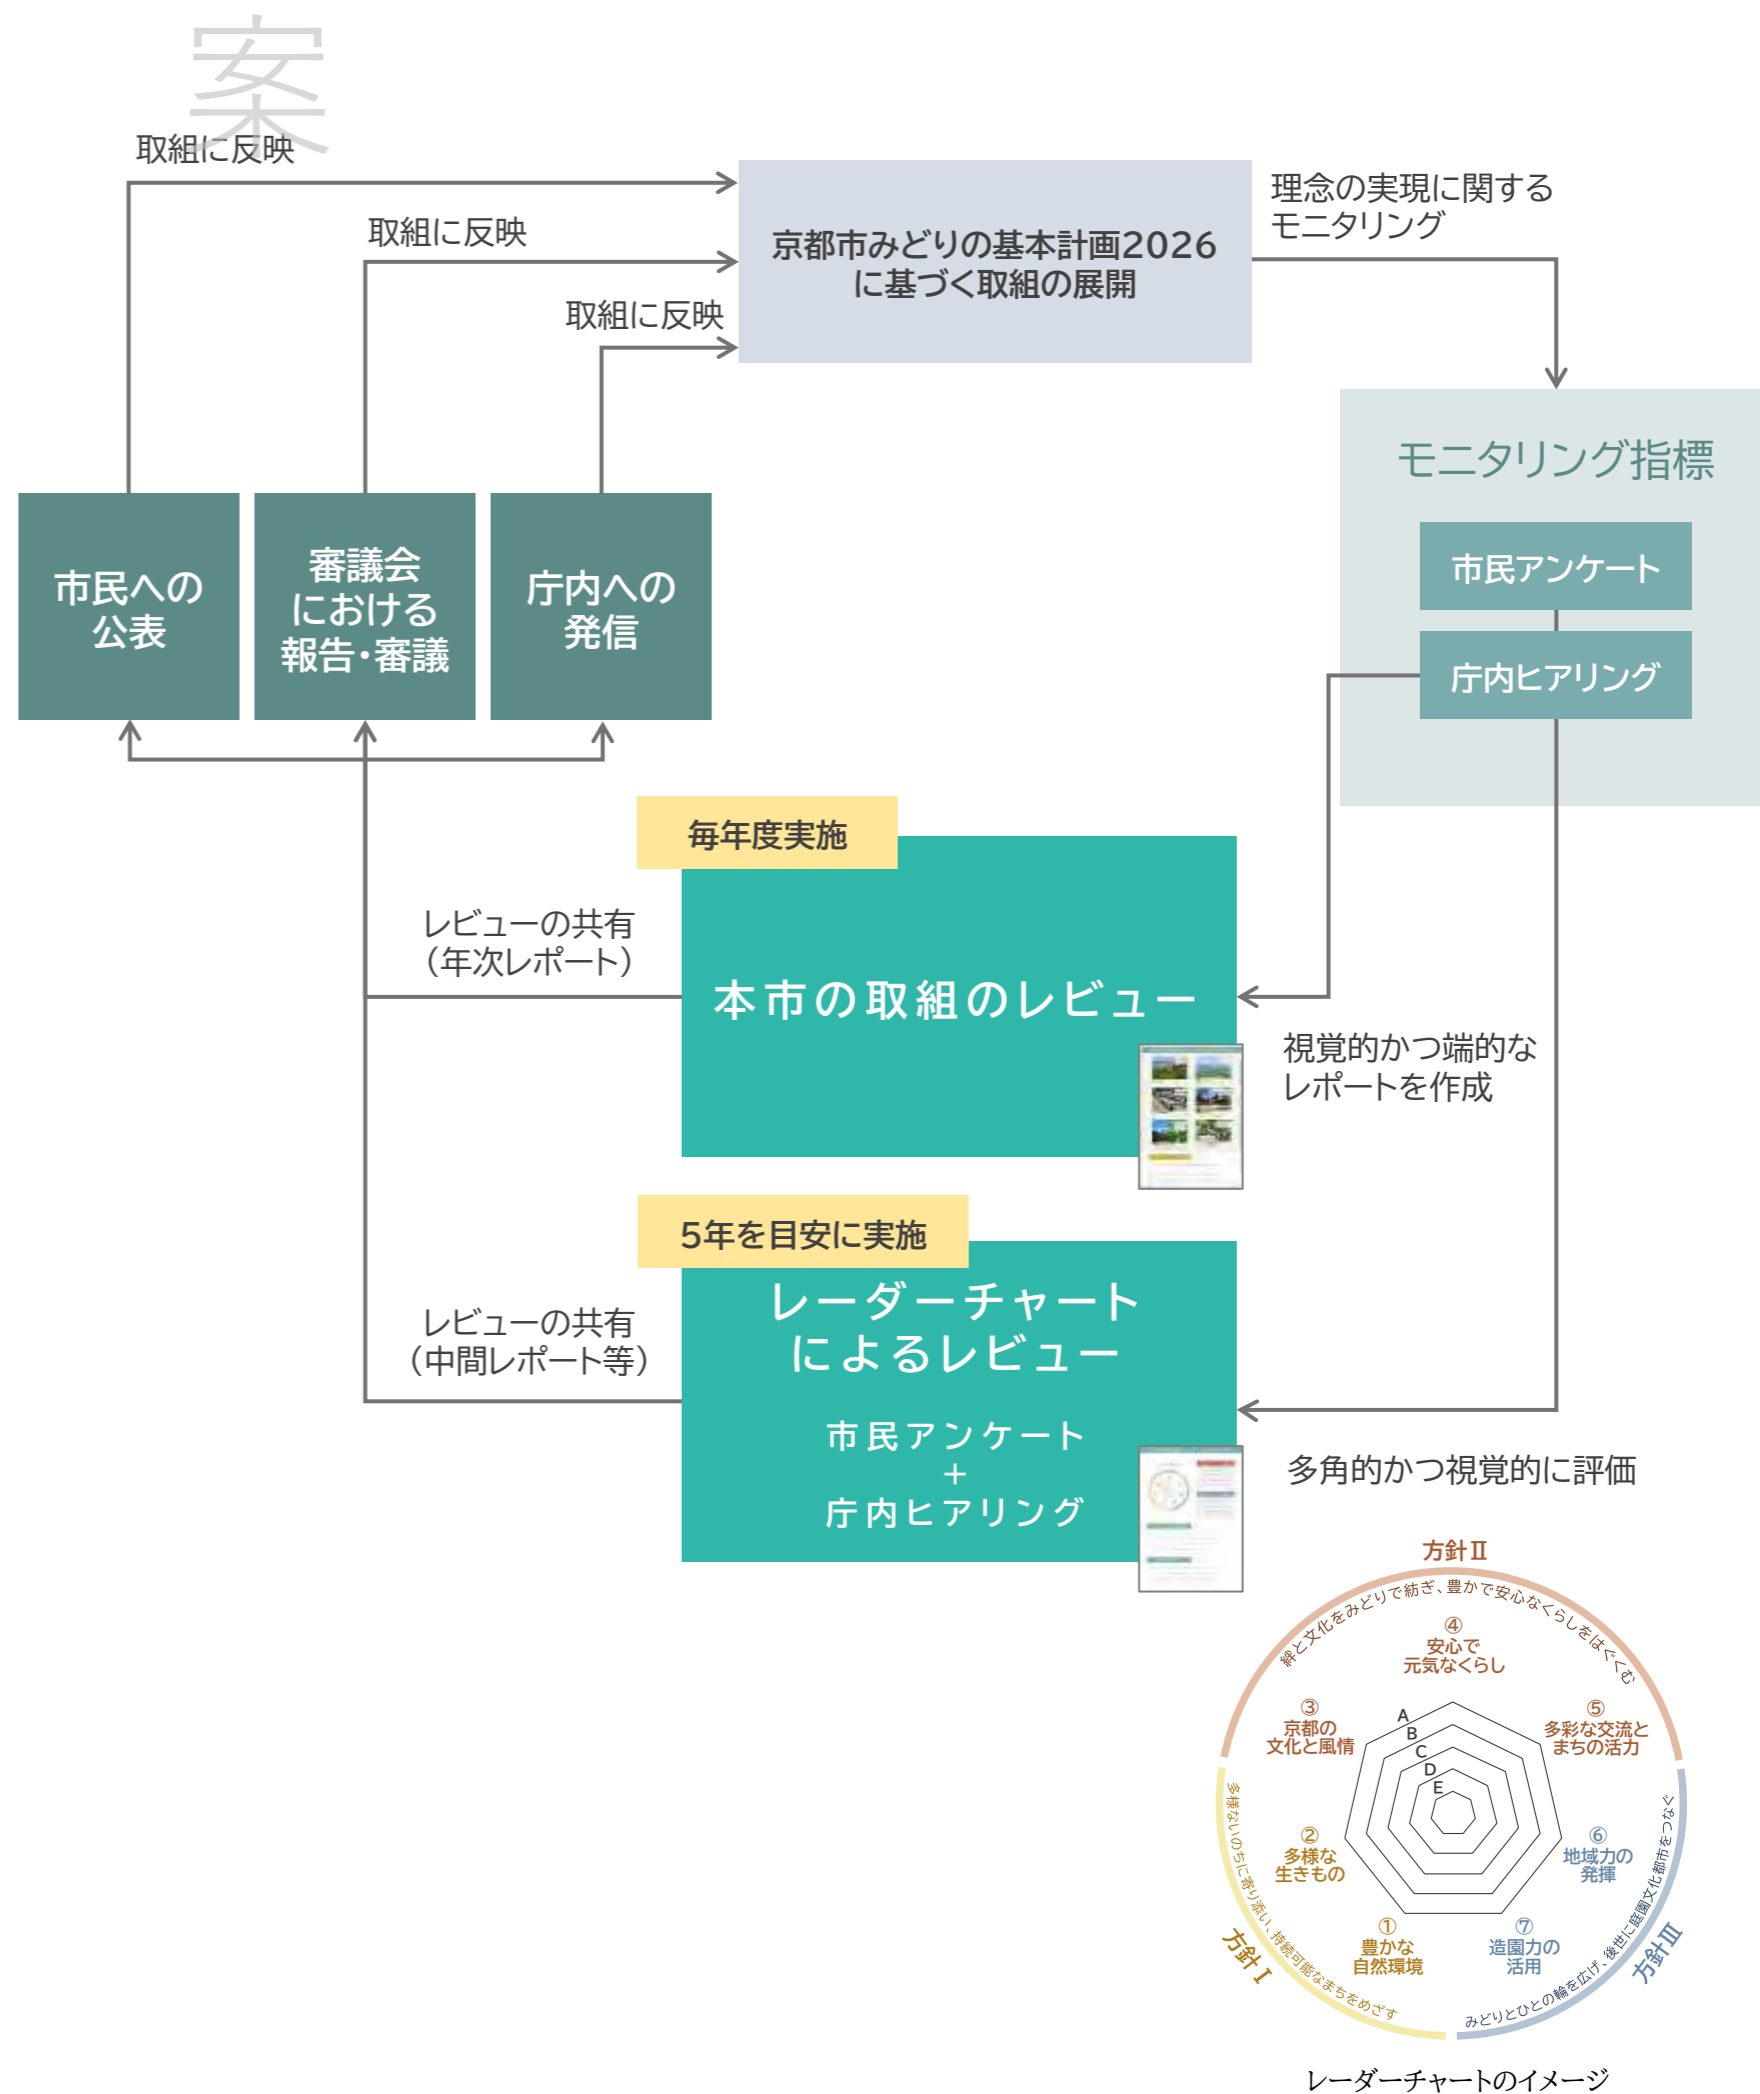 案
取組に反映
取組に反映
取組に反映
京都市みどりの基本計画2026
に基づく取組の展開
理念の実現に関する
モニタリング
モニタリング指標
市民アンケート
庁内ヒアリング
市民への
公表
審議会
における
報告・審議
庁内への
発信
毎年度実施
本市の取組のレビュー
レビューの共有
（年次レポート）
視覚的かつ端的な
レポートを作成
5年を目安に実施
レーダーチャート
によるレビュー
市民アンケート
+
庁内ヒアリング
レビューの共有
（中間レポート等）
多角的かつ視覚的に評価
方針Ⅱ
絆と文化をみどりで紡ぎ、豊かで安心なくらしをはぐくむ
④
安心で
元気なくらし
③
京都の
文化と風情
⑤
多彩な交流と
まちの活力
A
B
C
D
E
②
多様な
生きもの
⑥
地域力の
発揮
①
豊かな
自然環境
⑦
造園力の
活用
方針Ⅰ
多様ないのちに寄り添い、持続可能なまちをめざす
方針Ⅲ
みどりとひとの輪を広げ、後世に庭園文化都市をつなぐ
レーダーチャートのイメージ